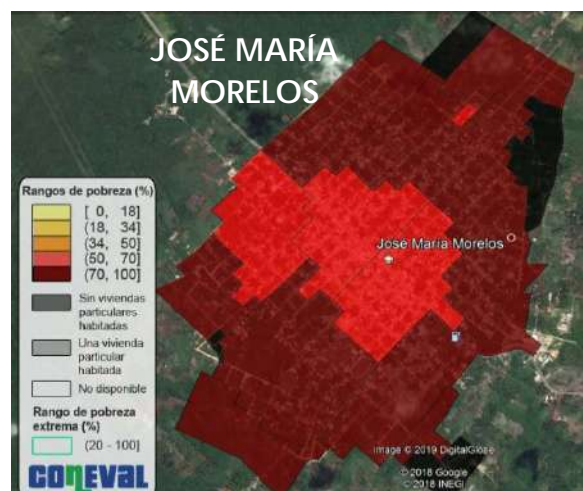 JOSÉ MARÍA
MORELOS
Rangos de pobreza (%)
[ 0, 18]
(18, 34]
(34, 50]
(50, 70]
(70, 100]
Sin viviendas
particulares
habitadas
Una vivienda
particular
habitada
No disponible
Rango de pobreza
extrema (%)
(20 - 100]
CONEVAL
José María Morelos
Image © 2019 DigitalGlobe
© 2018 Google
© 2018 INEGI